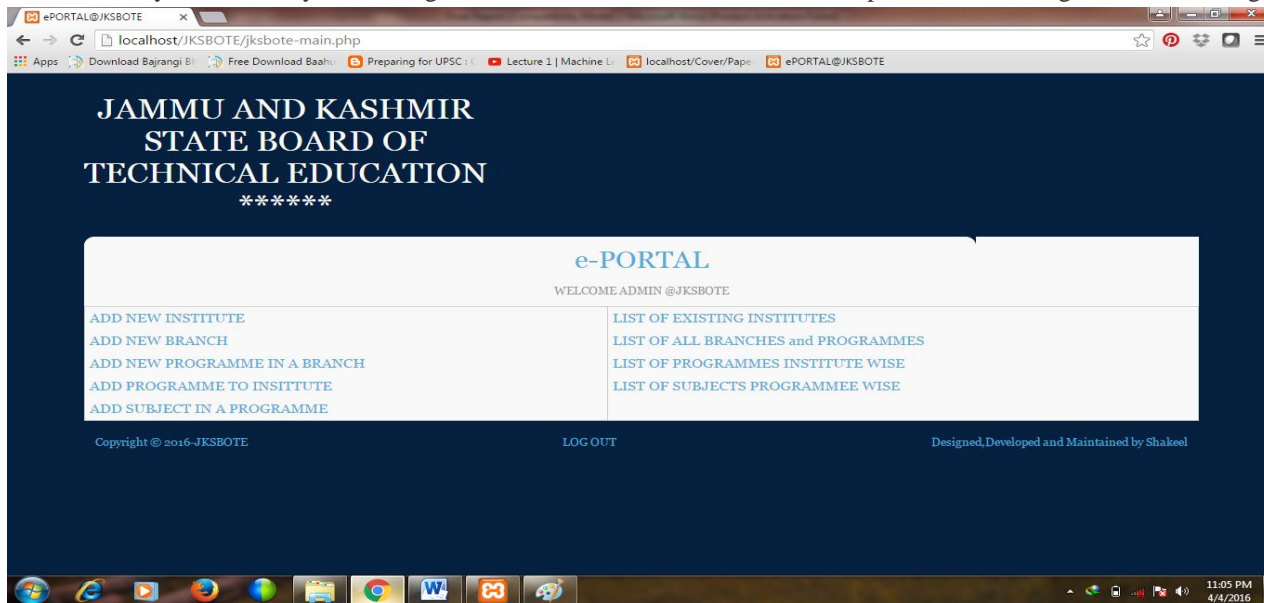 ePORTAL@JKSBOTE
localhost/JKSBOTE/jksbote-main.php
Apps Download Bajrangi Bh Free Download Baahu Preparing for UPSC : Lecture 1 | Machine Le localhost/Cover/Pape ePORTAL@JKSBOTE
JAMMU AND KASHMIR
STATE BOARD OF
TECHNICAL EDUCATION
******
e-PORTAL
WELCOME ADMIN @JKSBOTE
ADD NEW INSTITUTE
ADD NEW BRANCH
ADD NEW PROGRAMME IN A BRANCH
ADD PROGRAMME TO INSITTUTE
ADD SUBJECT IN A PROGRAMME
LIST OF EXISTING INSTITUTES
LIST OF ALL BRANCHES and PROGRAMMES
LIST OF PROGRAMMES INSTITUTE WISE
LIST OF SUBJECTS PROGRAMMEE WISE
Copyright © 2016-JKSBOTE LOG OUT Designed,Developed and Maintained by Shakeel
11:05 PM
4/4/2016